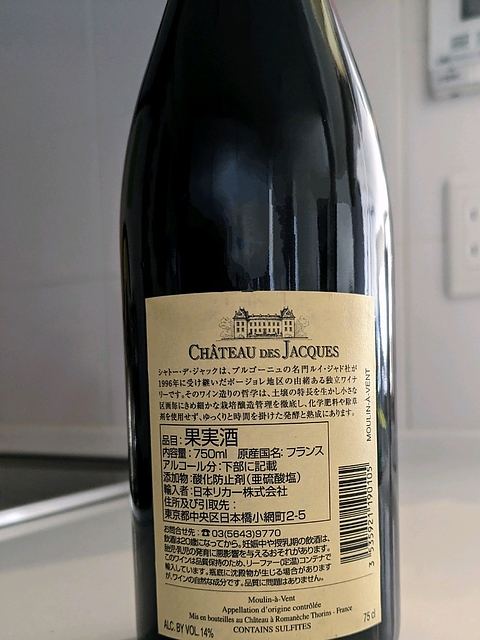 CHÂTEAU DES JACQUES
シャトー・デ・ジャックは、ブルゴーニュの名門ルイ・ジャド社が
1996年に受け継いだボージョレ地区の由緒ある独立ワイナ
リーです。そのワイン造りの哲学は、土壌の特長を生かし小さな
区画毎にきめ細かな栽培醸造管理を徹底し、化学肥料や除草
剤を使用せず、ゆっくりと時間を掛けた発酵と熟成にあります。
品名:果実酒
内容量:750ml 原産国名:フランス
アルコール分:下部に記載
添加物:酸化防止剤(亜硫酸塩)
輸入者:日本リカー株式会社
住所及び引取先:
東京都中央区日本橋小網町2-5
お問合せ先:☎03(5643)9770
飲酒は20歳になってから。妊娠中や授乳期の飲酒は、
胎児・乳児の発育に悪影響を与えるおそれがあります。
このワインは品質保持のため、リーファー(定温)コンテナで
輸入しています。瓶底に沈殿物が生じる場合があります
が、ワインの自然な成分です。品質に問題はありません。
MOULIN-À-VENT
3 535921 190105
Moulin-à-Vent
Appellation d'origine contrôlée
Mis en bouteilles au Château à Romanèche Thorins - France
ALC. BY VOL. 14%
CONTAINS SULFITES
75 cl